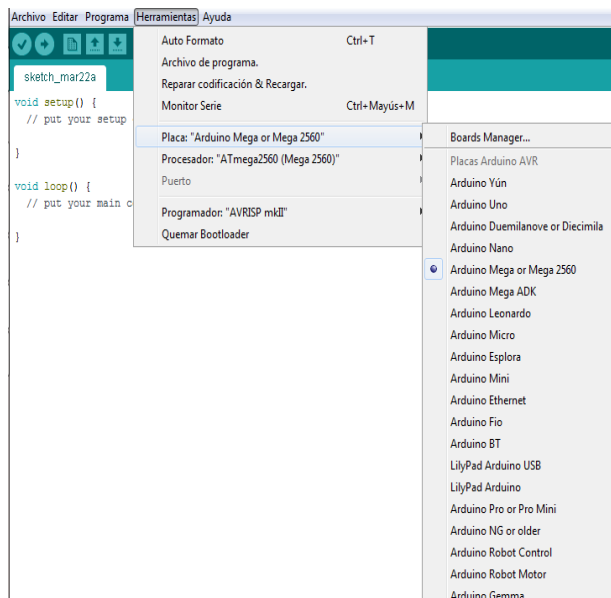 Archivo Editar Programa Herramientas Ayuda
sketch_mar22a
void setup() {
// put your setup
}
void loop() {
// put your main c
}
Auto Formato Ctrl+T
Archivo de programa.
Reparar codificación & Recargar.
Monitor Serie Ctrl+Mayús+M
Placa: "Arduino Mega or Mega 2560"
Procesador: "ATmega2560 (Mega 2560)"
Puerto
Programador: "AVRISP mkII"
Quemar Bootloader
Boards Manager...
Placas Arduino AVR
Arduino Yún
Arduino Uno
Arduino Duemilanove or Diecimila
Arduino Nano
Arduino Mega or Mega 2560
Arduino Mega ADK
Arduino Leonardo
Arduino Micro
Arduino Esplora
Arduino Mini
Arduino Ethernet
Arduino Fio
Arduino BT
LilyPad Arduino USB
LilyPad Arduino
Arduino Pro or Pro Mini
Arduino NG or older
Arduino Robot Control
Arduino Robot Motor
Arduino Gemma